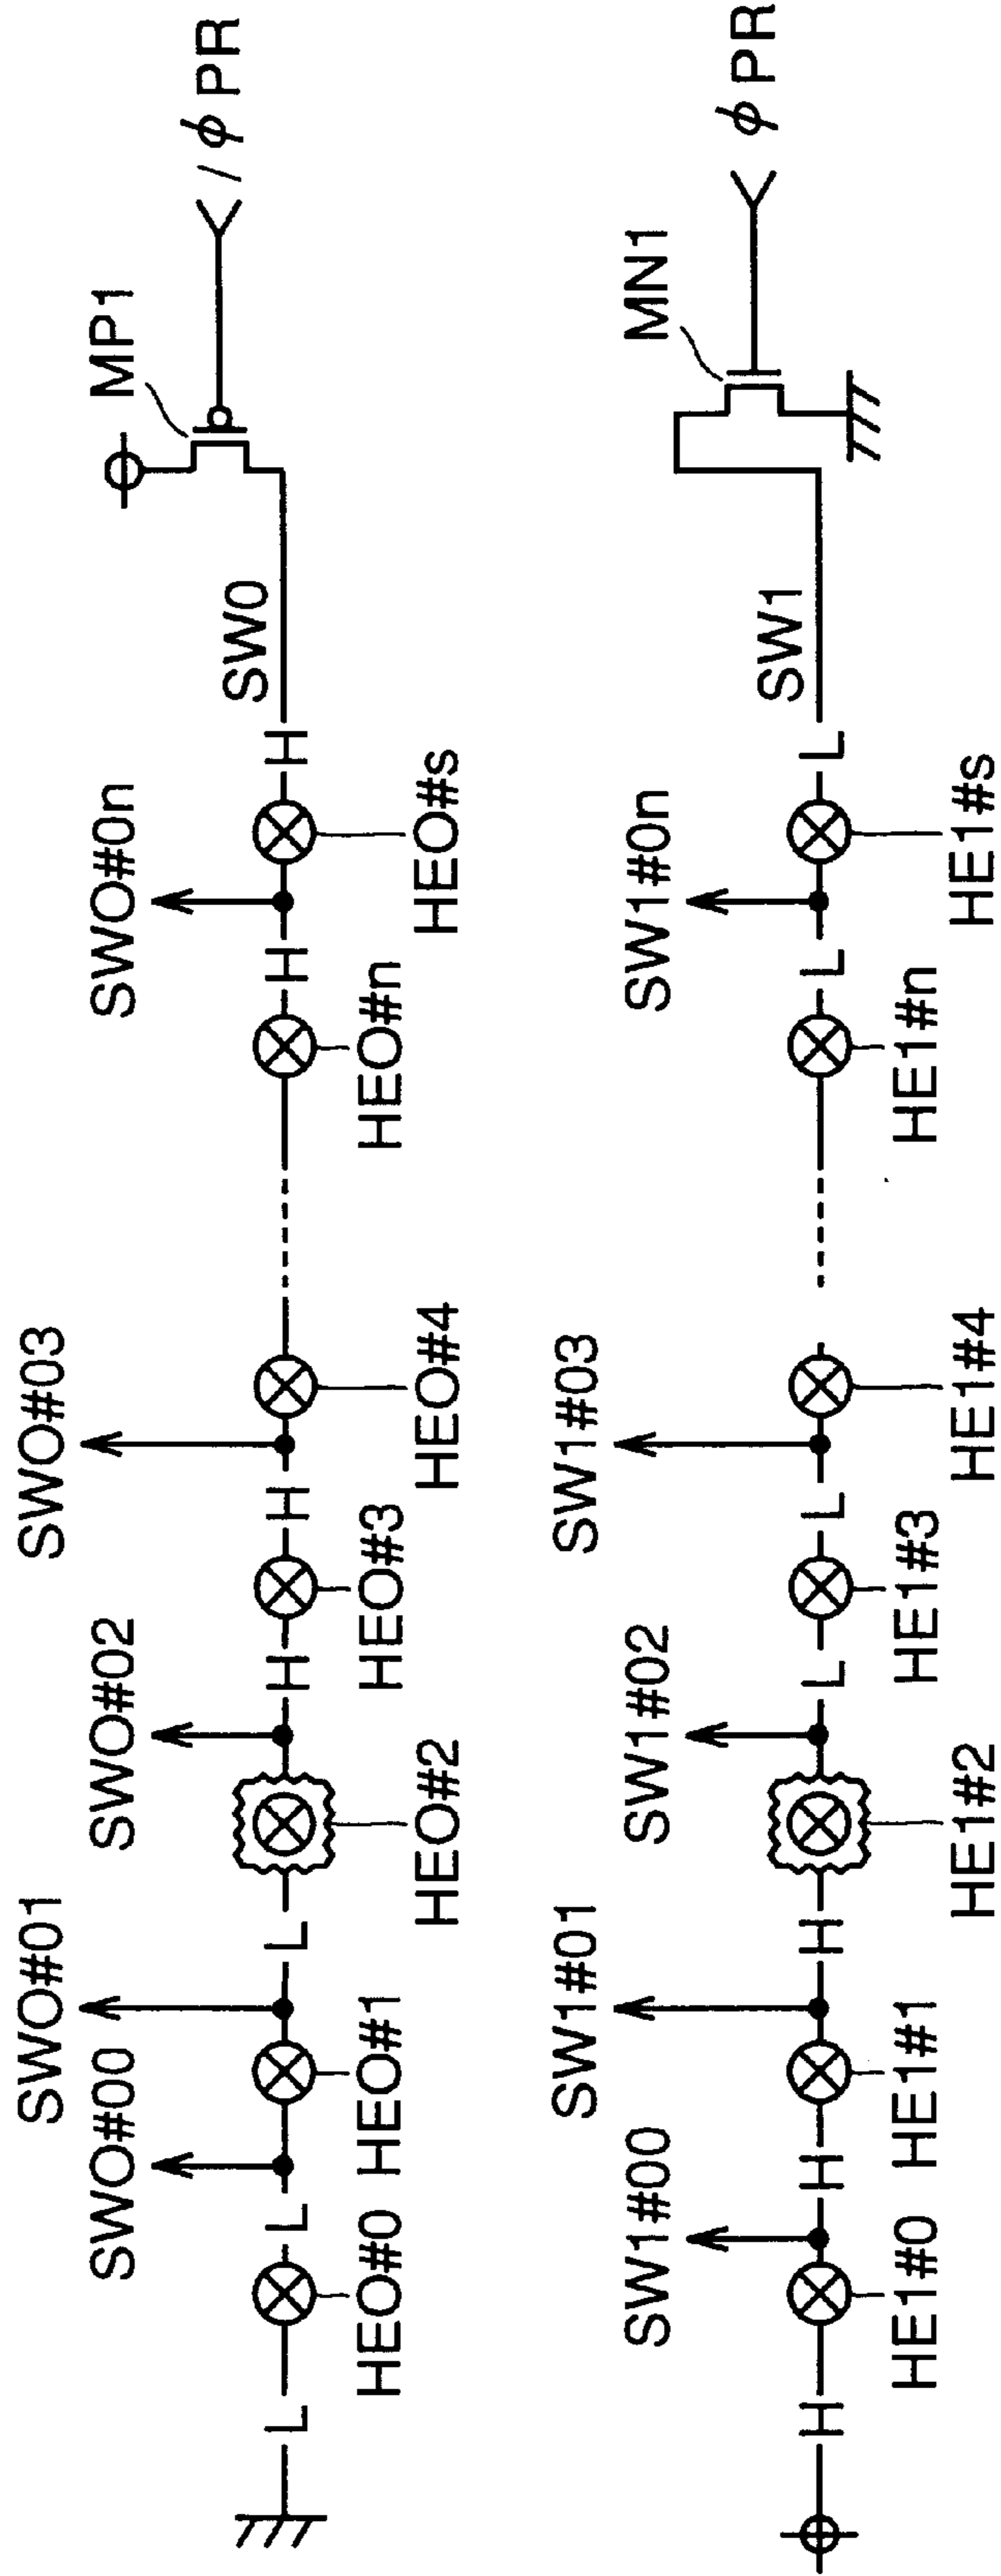 SWO#01 SWO#03
SWO#00 SWO#02 SWO#0n MP1
SW0 /φPR
L L L H H H H
HEO#0 HEO#1 HEO#3 HEO#n
HEO#2 HEO#4 HEO#s
SW1#01 SW1#03
SW1#00 SW1#02 SW1#0n MN1
SW1 φPR
H H H L L L L
HE1#0 HE1#1 HE1#3 HE1#n
HE1#2 HE1#4 HE1#s